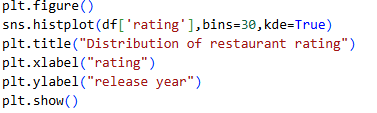 plt.figure()
sns.histplot(df['rating'],bins=30,kde=True)
plt.title("Distribution of restaurant rating")
plt.xlabel("rating")
plt.ylabel("release year")
plt.show()